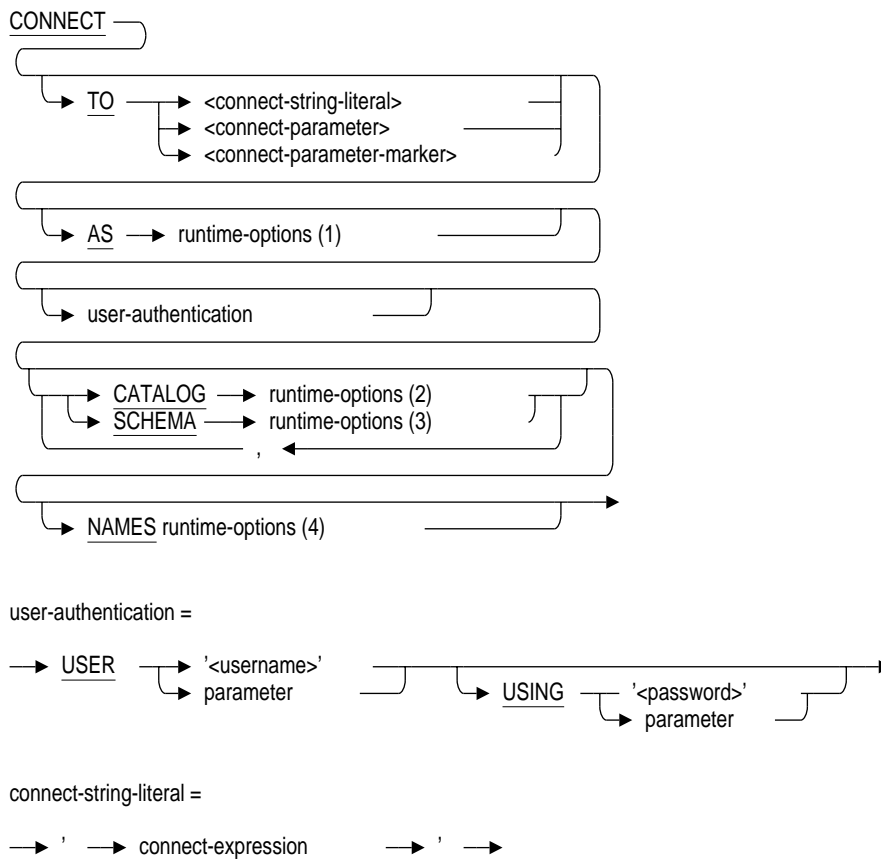 CONNECT
TO <connect-string-literal>
<connect-parameter>
<connect-parameter-marker>
AS runtime-options (1)
user-authentication
CATALOG runtime-options (2)
SCHEMA runtime-options (3)
,
NAMES runtime-options (4)
user-authentication =
USER '<username>’ USING '<password>’
parameter parameter
connect-string-literal =
’ connect-expression ’